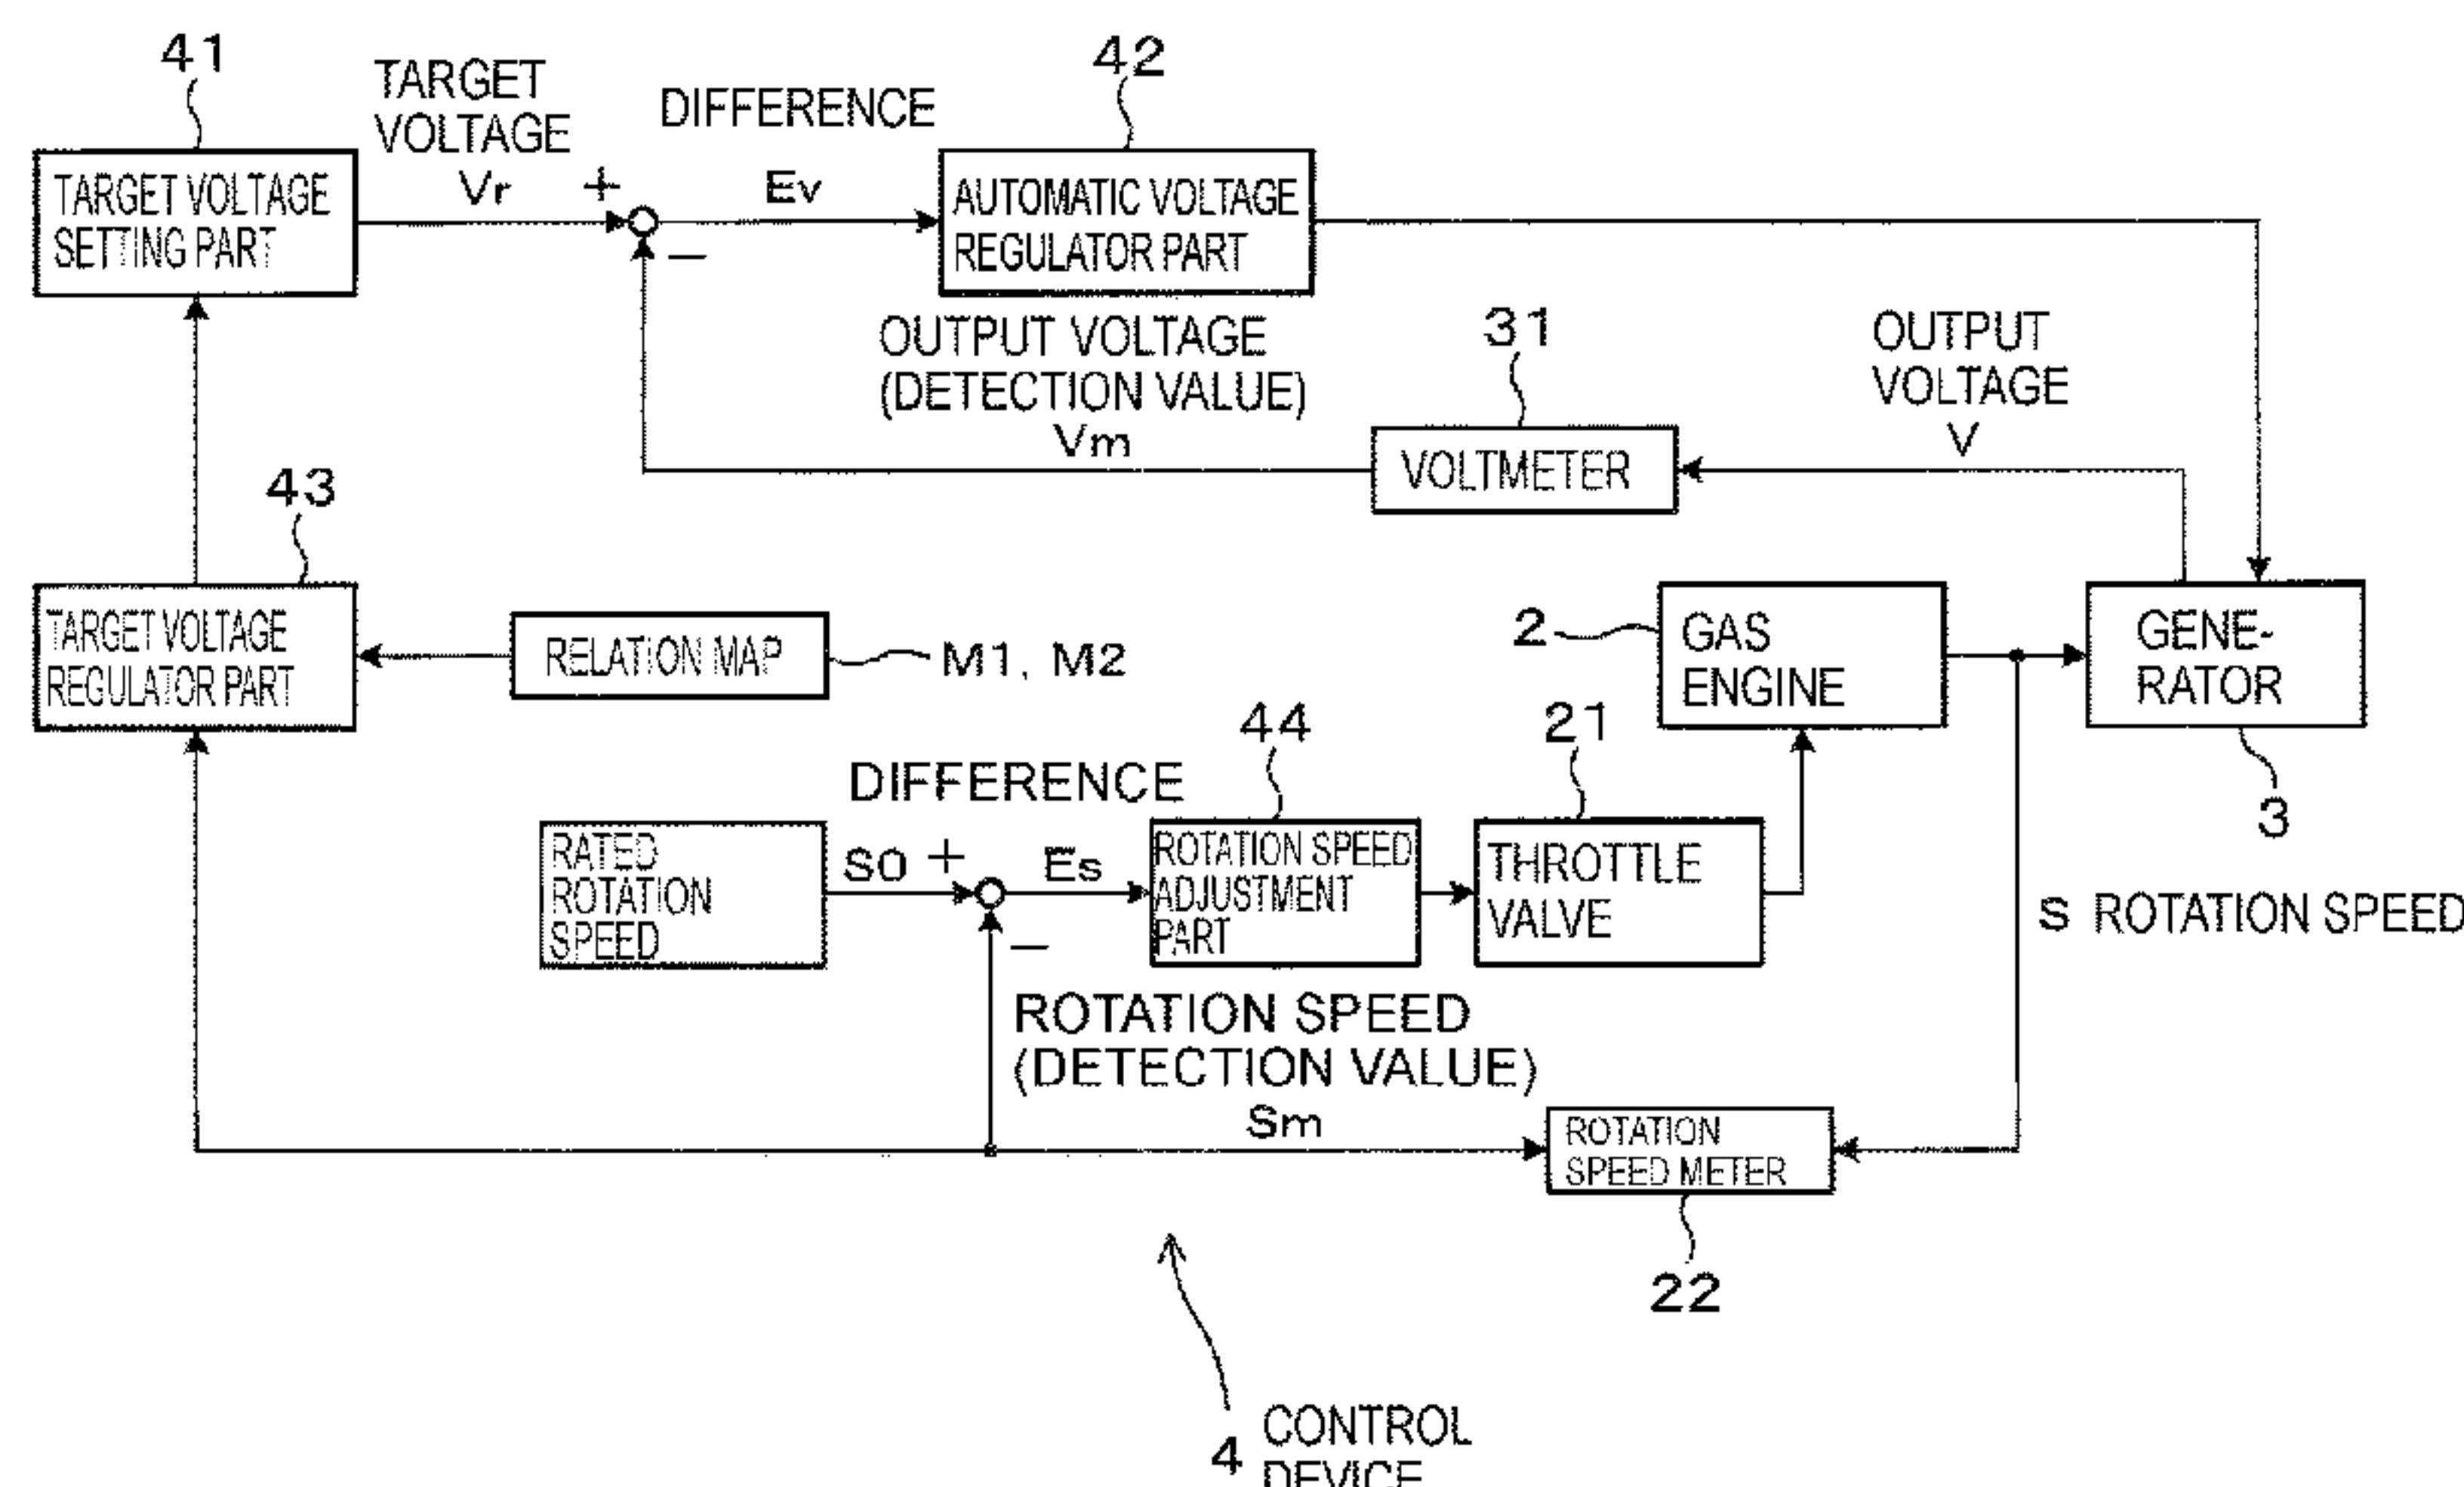 41
TARGET
VOLTAGE
Vr
DIFFERENCE
Ev
42
TARGET VOLTAGE
SETTING PART
+
−
AUTOMATIC VOLTAGE
REGULATOR PART
OUTPUT VOLTAGE
(DETECTION VALUE)
Vm
31
VOLTMETER
OUTPUT
VOLTAGE
V
43
TARGET VOLTAGE
REGULATOR PART
RELATION MAP
M1, M2
2
GAS
ENGINE
GENE-
RATOR
3
DIFFERENCE
44
21
RATED
ROTATION
SPEED
S0
+
−
Es
ROTATION SPEED
ADJUSTMENT
PART
THROTTLE
VALVE
S ROTATION SPEED
ROTATION SPEED
(DETECTION VALUE)
Sm
ROTATION
SPEED METER
22
4
CONTROL
DEVICE